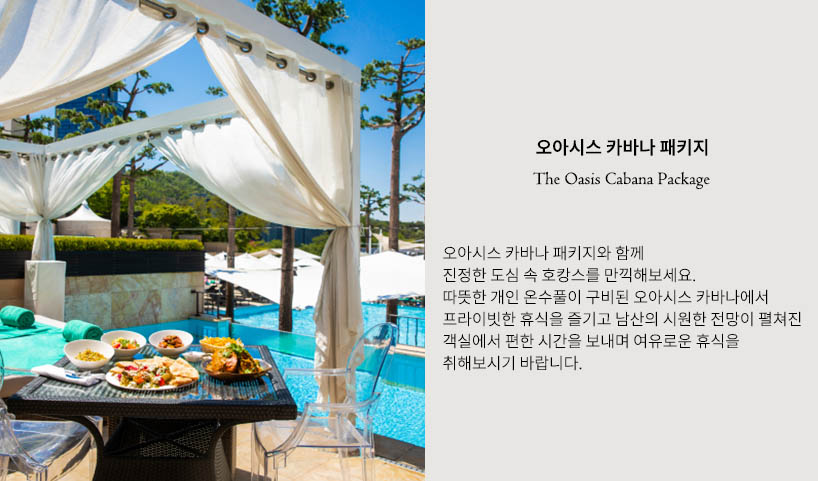 오아시스 카바나 패키지
The Oasis Cabana Package
오아시스 카바나 패키지와 함께
진정한 도심 속 호캉스를 만끽해보세요.
따뜻한 개인 온수풀이 구비된 오아시스 카바나에서
프라이빗한 휴식을 즐기고 남산의 시원한 전망이 펼쳐진
객실에서 편한 시간을 보내며 여유로운 휴식을
취해보시기 바랍니다.